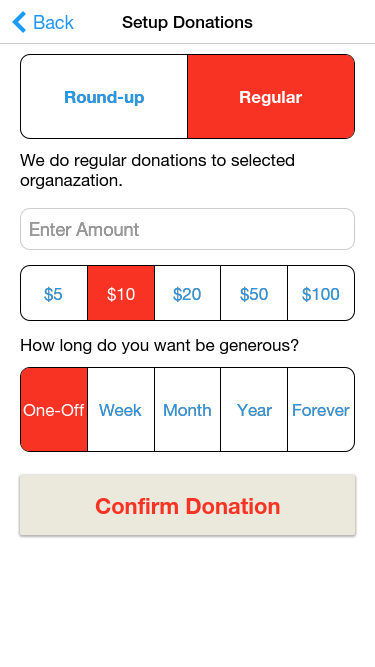 Back
Setup Donations
Round-up
Regular
We do regular donations to selected
organazation.
Enter Amount
$5
$10
$20
$50
$100
How long do you want be generous?
One-Off
Week
Month
Year
Forever
Confirm Donation